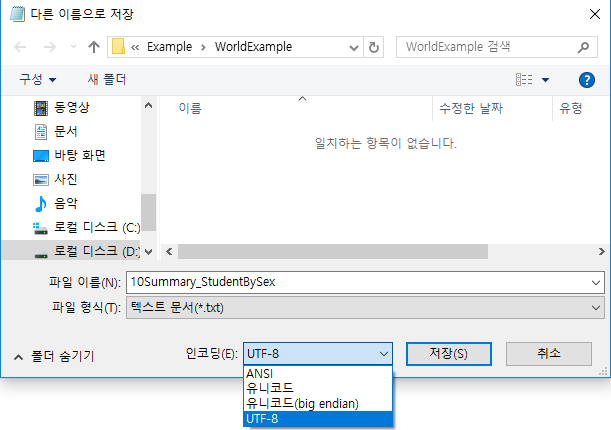 다른 이름으로 저장
« Example > WorldExample
WorldExample 검색
구성
새 폴더
동영상
문서
바탕 화면
사진
음악
로컬 디스크 (C:)
로컬 디스크 (D:)
이름
수정한 날짜
유형
일치하는 항목이 없습니다.
파일 이름(N): 10Summary_StudentBySex
파일 형식(T): 텍스트 문서(*.txt)
폴더 숨기기
인코딩(E): UTF-8
저장(S)
취소
ANSI
유니코드
유니코드(big endian)
UTF-8